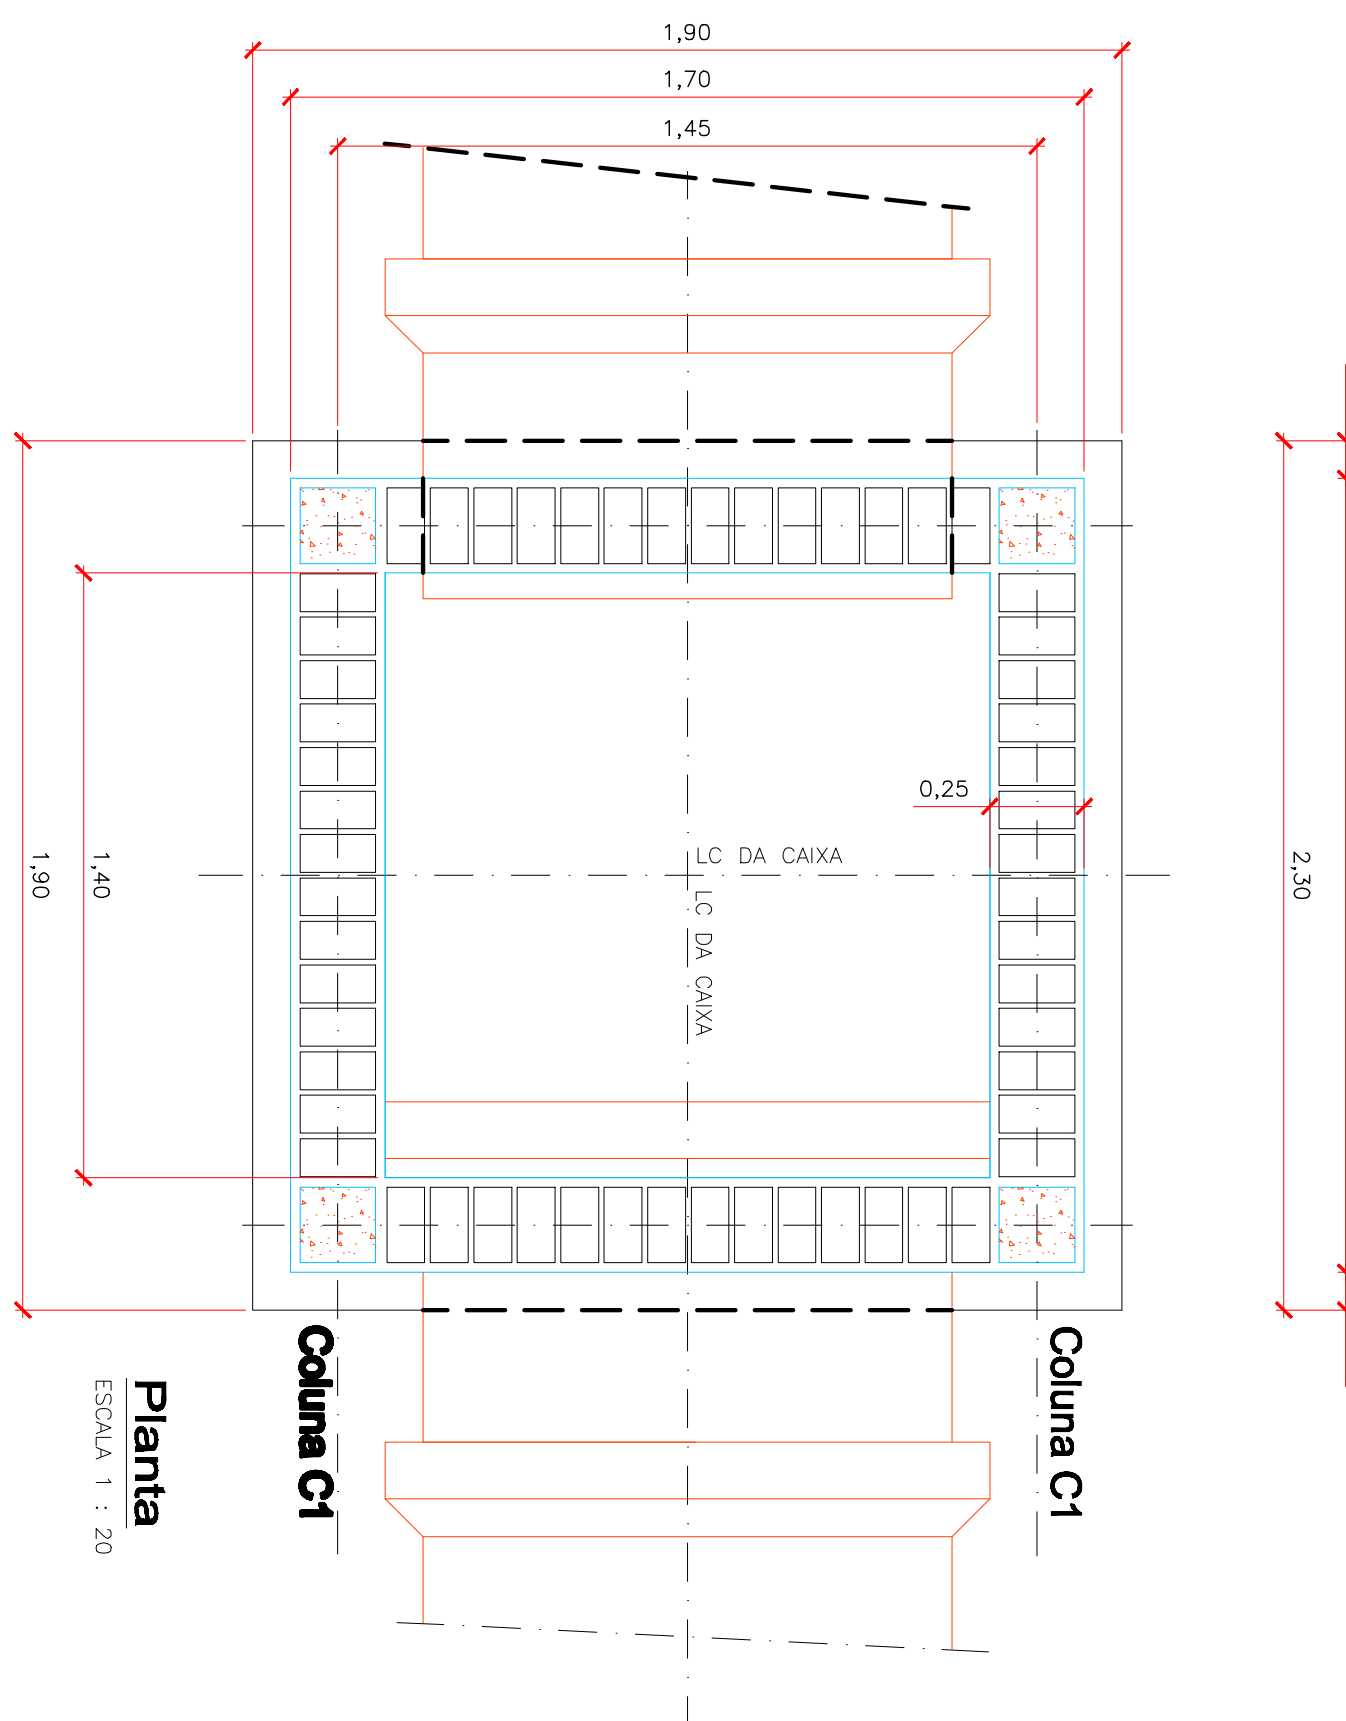 1,90
1,70
1,45
0,25
LC DA CAIXA
LC DA CAIXA
1,40
1,90
2,30
Coluna C1
Coluna C1
Planta
ESCALA 1 : 20